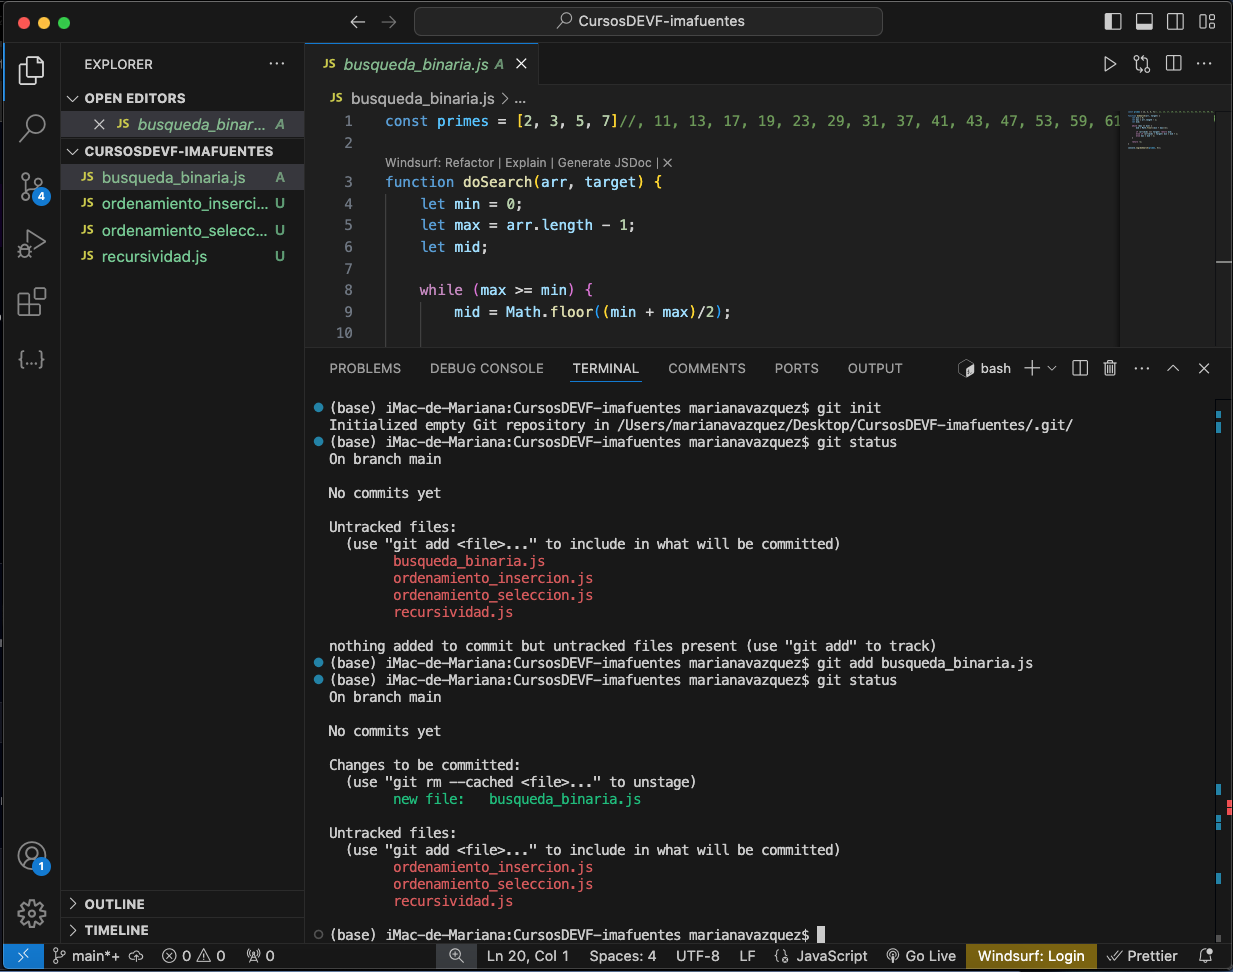 CursosDEVF-imafuentes
EXPLORER
OPEN EDITORS
JS busqueda_binar... A
CURSOSDEVF-IMAFUENTES
JS busqueda_binaria.js A
JS ordenamiento_inserci... U
JS ordenamiento_selecc... U
JS recursividad.js U
4
1
OUTLINE
TIMELINE
JS busqueda_binaria.js A
JS busqueda_binaria.js > ...
1 const primes = [2, 3, 5, 7]//, 11, 13, 17, 19, 23, 29, 31, 37, 41, 43, 47, 53, 59, 61
2
Windsurf: Refactor | Explain | Generate JSDoc | ×
3 function doSearch(arr, target) {
4 let min = 0;
5 let max = arr.length - 1;
6 let mid;
7
8 while (max >= min) {
9 mid = Math.floor((min + max)/2);
10
PROBLEMS DEBUG CONSOLE TERMINAL COMMENTS PORTS OUTPUT bash
(base) iMac-de-Mariana:CursosDEVF-imafuentes marianavazquez$ git init
Initialized empty Git repository in /Users/marianavazquez/Desktop/CursosDEVF-imafuentes/.git/
(base) iMac-de-Mariana:CursosDEVF-imafuentes marianavazquez$ git status
On branch main
No commits yet
Untracked files:
(use "git add <file>..." to include in what will be committed)
busqueda_binaria.js
ordenamiento_insercion.js
ordenamiento_seleccion.js
recursividad.js
nothing added to commit but untracked files present (use "git add" to track)
(base) iMac-de-Mariana:CursosDEVF-imafuentes marianavazquez$ git add busqueda_binaria.js
(base) iMac-de-Mariana:CursosDEVF-imafuentes marianavazquez$ git status
On branch main
No commits yet
Changes to be committed:
(use "git rm --cached <file>..." to unstage)
new file: busqueda_binaria.js
Untracked files:
(use "git add <file>..." to include in what will be committed)
ordenamiento_insercion.js
ordenamiento_seleccion.js
recursividad.js
(base) iMac-de-Mariana:CursosDEVF-imafuentes marianavazquez$
main*+ 0 0 0 Ln 20, Col 1 Spaces: 4 UTF-8 LF JavaScript Go Live Windsurf: Login Prettier